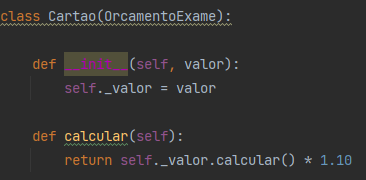 class Cartao(OrcamentoExame):
def __init__(self, valor):
self._valor = valor
def calcular(self):
return self._valor.calcular() * 1.10